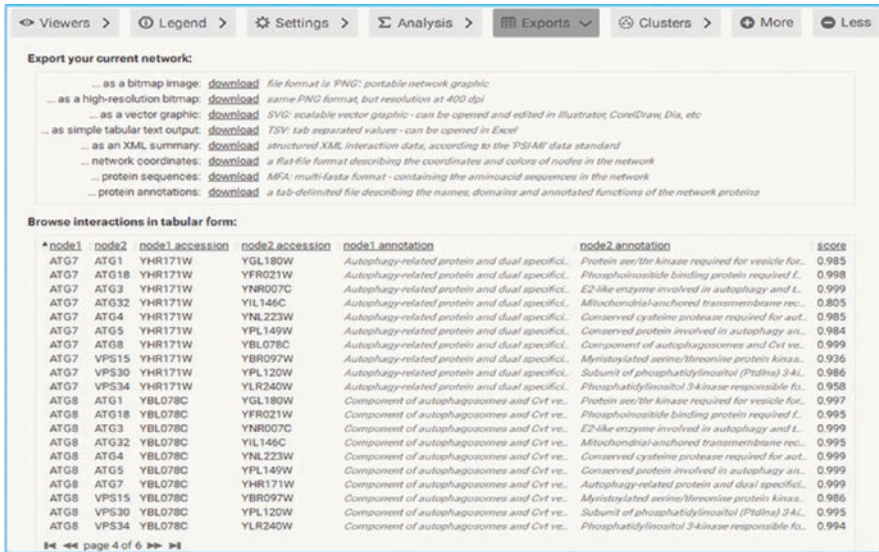 Viewers > Legend > Settings > Σ Analysis > Exports Clusters > More Less
Export your current network:
... as a bitmap image: download file format is 'PNG': portable network graphic
... as a high-resolution bitmap: download same PNG format, but resolution at 400 dpi
... as a vector graphic: download SVG: scalable vector graphic - can be opened and edited in Illustrator, CorelDraw, Dia, etc
... as simple tabular text output: download TSV: tab separated values - can be opened in Excel
... as an XML summary: download structured XML interaction data, according to the 'PSI-MI' data standard
... network coordinates: download a flat-file format describing the coordinates and colors of nodes in the network
... protein sequences: download MFA: multi-fasta format - containing the aminoacid sequences in the network
... protein annotations: download a tab-delimited file describing the names, domains and annotated functions of the network proteins
Browse interactions in tabular form:
node1 node2 node1 accession node2 accession node1 annotation node2 annotation score
ATG7 ATG1 YHR171W YGL180W Autophagy-related protein and dual specifici... Protein ser/thr kinase required for vesicle for... 0.985
ATG7 ATG18 YHR171W YFR021W Autophagy-related protein and dual specifici... Phosphoinositide binding protein required f... 0.998
ATG7 ATG3 YHR171W YNR007C Autophagy-related protein and dual specifici... E2-like enzyme involved in autophagy and t... 0.999
ATG7 ATG32 YHR171W YIL146C Autophagy-related protein and dual specifici... Mitochondrial-anchored transmembrane rec... 0.805
ATG7 ATG4 YHR171W YNL223W Autophagy-related protein and dual specifici... Conserved cysteine protease required for aut... 0.985
ATG7 ATG5 YHR171W YPL149W Autophagy-related protein and dual specifici... Conserved protein involved in autophagy an... 0.984
ATG7 ATG8 YHR171W YBL078C Autophagy-related protein and dual specifici... Component of autophagosomes and Cvt ve... 0.999
ATG7 VPS15 YHR171W YBR097W Autophagy-related protein and dual specifici... Myristoylated serine/threonine protein kinas... 0.936
ATG7 VPS30 YHR171W YPL120W Autophagy-related protein and dual specifici... Subunit of phosphatidylinositol (PtdIns) 3-ki... 0.986
ATG7 VPS34 YHR171W YLR240W Autophagy-related protein and dual specifici... Phosphatidylinositol 3-kinase responsible fo... 0.958
ATG8 ATG1 YBL078C YGL180W Component of autophagosomes and Cvt ve... Protein ser/thr kinase required for vesicle for... 0.997
ATG8 ATG18 YBL078C YFR021W Component of autophagosomes and Cvt ve... Phosphoinositide binding protein required f... 0.995
ATG8 ATG3 YBL078C YNR007C Component of autophagosomes and Cvt ve... E2-like enzyme involved in autophagy and t... 0.999
ATG8 ATG32 YBL078C YIL146C Component of autophagosomes and Cvt ve... Mitochondrial-anchored transmembrane rec... 0.995
ATG8 ATG4 YBL078C YNL223W Component of autophagosomes and Cvt ve... Conserved cysteine protease required for aut... 0.999
ATG8 ATG5 YBL078C YPL149W Component of autophagosomes and Cvt ve... Conserved protein involved in autophagy an... 0.999
ATG8 ATG7 YBL078C YHR171W Component of autophagosomes and Cvt ve... Autophagy-related protein and dual specifici... 0.999
ATG8 VPS15 YBL078C YBR097W Component of autophagosomes and Cvt ve... Myristoylated serine/threonine protein kinas... 0.986
ATG8 VPS30 YBL078C YPL120W Component of autophagosomes and Cvt ve... Subunit of phosphatidylinositol (PtdIns) 3-ki... 0.995
ATG8 VPS34 YBL078C YLR240W Component of autophagosomes and Cvt ve... Phosphatidylinositol 3-kinase responsible fo... 0.994
page 4 of 6